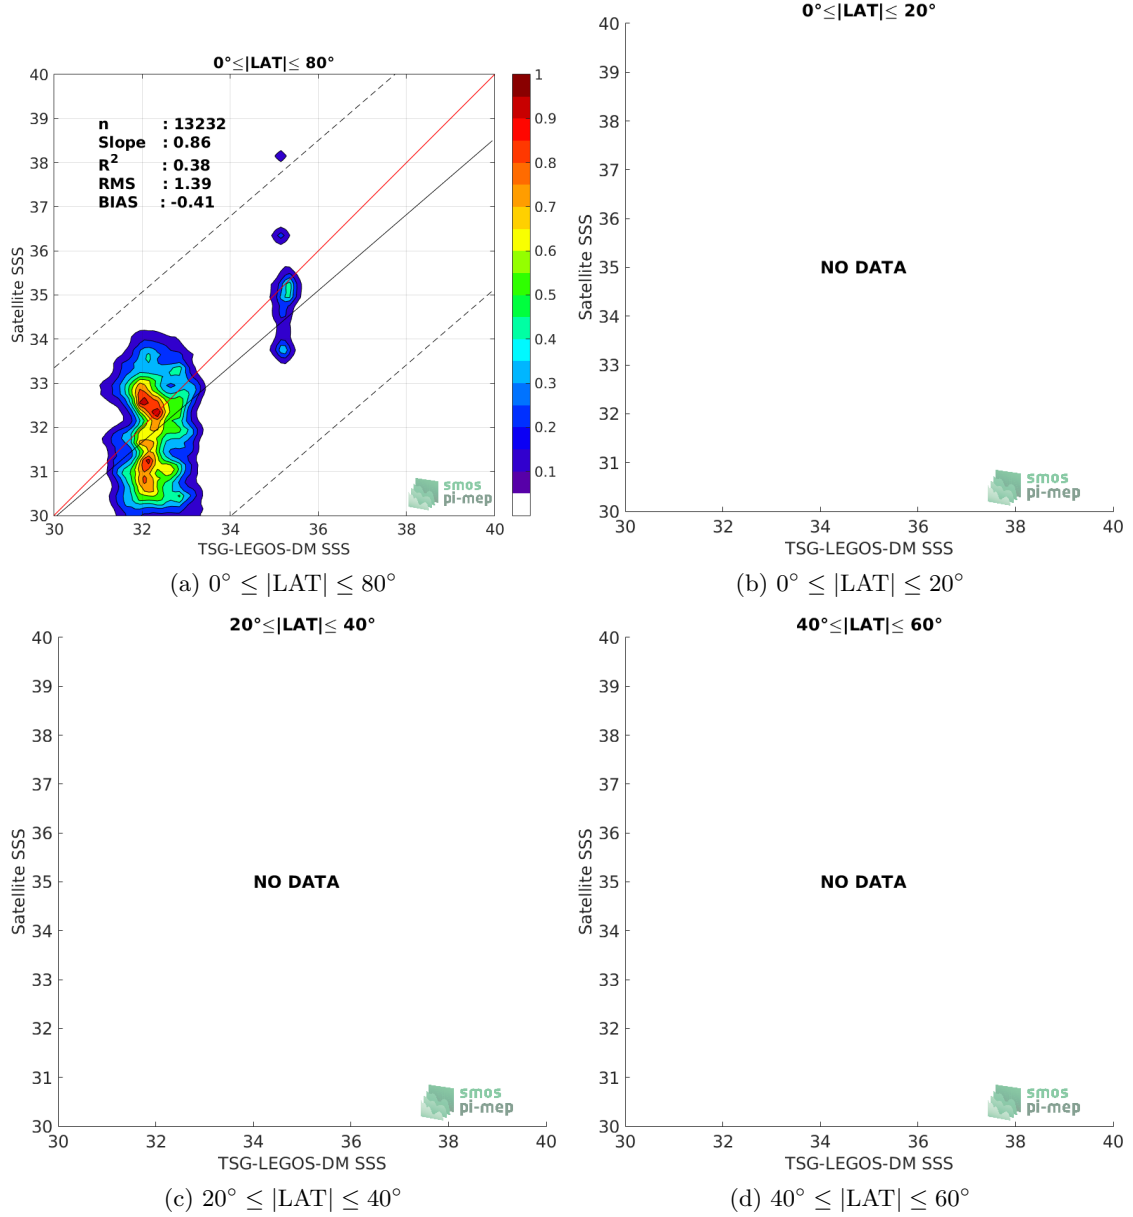 0°≤|LAT|≤ 80°
40
39
38
37
36
35
34
33
32
31
30
Satellite SSS
n : 13232
Slope : 0.86
R² : 0.38
RMS : 1.39
BIAS : -0.41
smos
pi-mep
30 32 34 36 38 40
TSG-LEGOS-DM SSS
1
0.9
0.8
0.7
0.6
0.5
0.4
0.3
0.2
0.1
(a) 0° ≤ |LAT| ≤ 80°
0°≤|LAT|≤ 20°
40
39
38
37
36
35
34
33
32
31
30
Satellite SSS
NO DATA
smos
pi-mep
30 32 34 36 38 40
TSG-LEGOS-DM SSS
(b) 0° ≤ |LAT| ≤ 20°
20°≤|LAT|≤ 40°
40
39
38
37
36
35
34
33
32
31
30
Satellite SSS
NO DATA
smos
pi-mep
30 32 34 36 38 40
TSG-LEGOS-DM SSS
(c) 20° ≤ |LAT| ≤ 40°
40°≤|LAT|≤ 60°
40
39
38
37
36
35
34
33
32
31
30
Satellite SSS
NO DATA
smos
pi-mep
30 32 34 36 38 40
TSG-LEGOS-DM SSS
(d) 40° ≤ |LAT| ≤ 60°